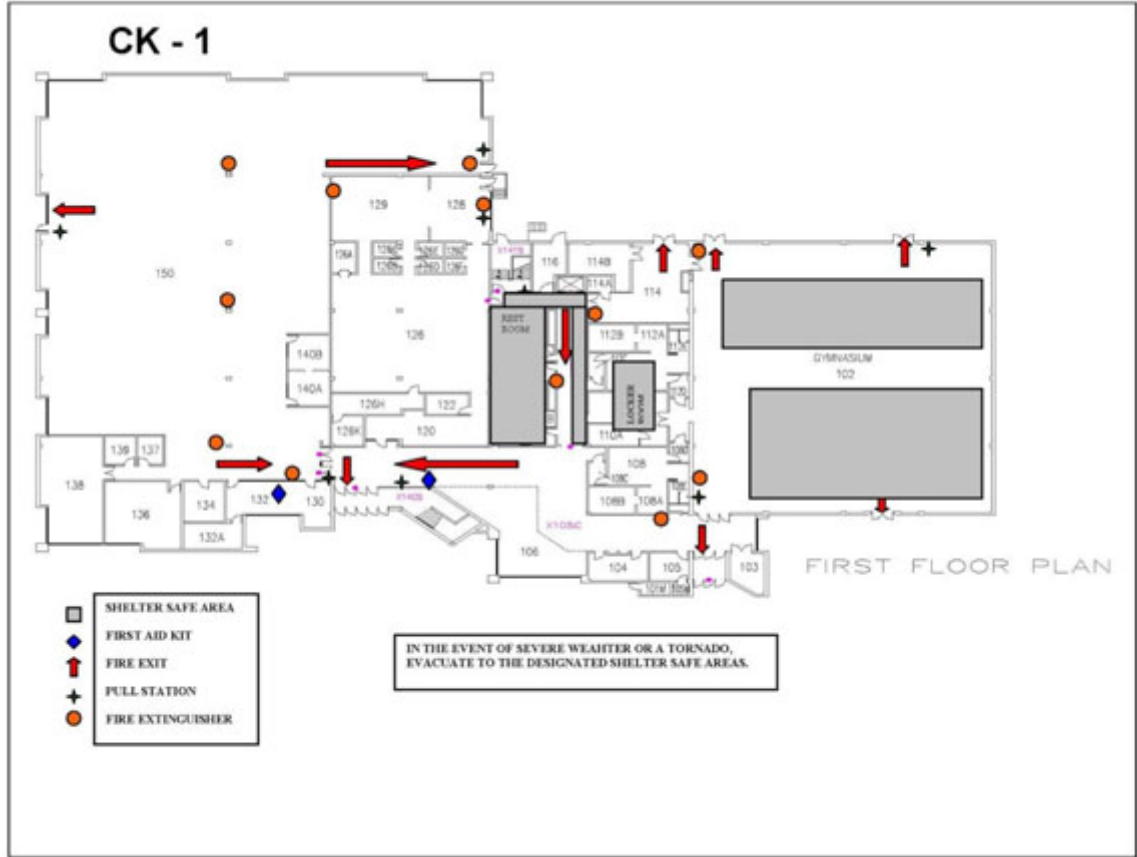 CK - 1
129
128
126A
150
116
114B
114A
114
REST
ROOM
112B
112A
GYMNASIUM
102
126
140B
140A
LOCKER
ROOM
126H
122
126K
120
110A
139
137
138
108
108C
136
134
132
130
108B
108A
132A
106
104
105
103
FIRST FLOOR PLAN
SHELTER SAFE AREA
FIRST AID KIT
FIRE EXIT
PULL STATION
FIRE EXTINGUISHER
IN THE EVENT OF SEVERE WEAHTER OR A TORNADO,
EVACUATE TO THE DESIGNATED SHELTER SAFE AREAS.